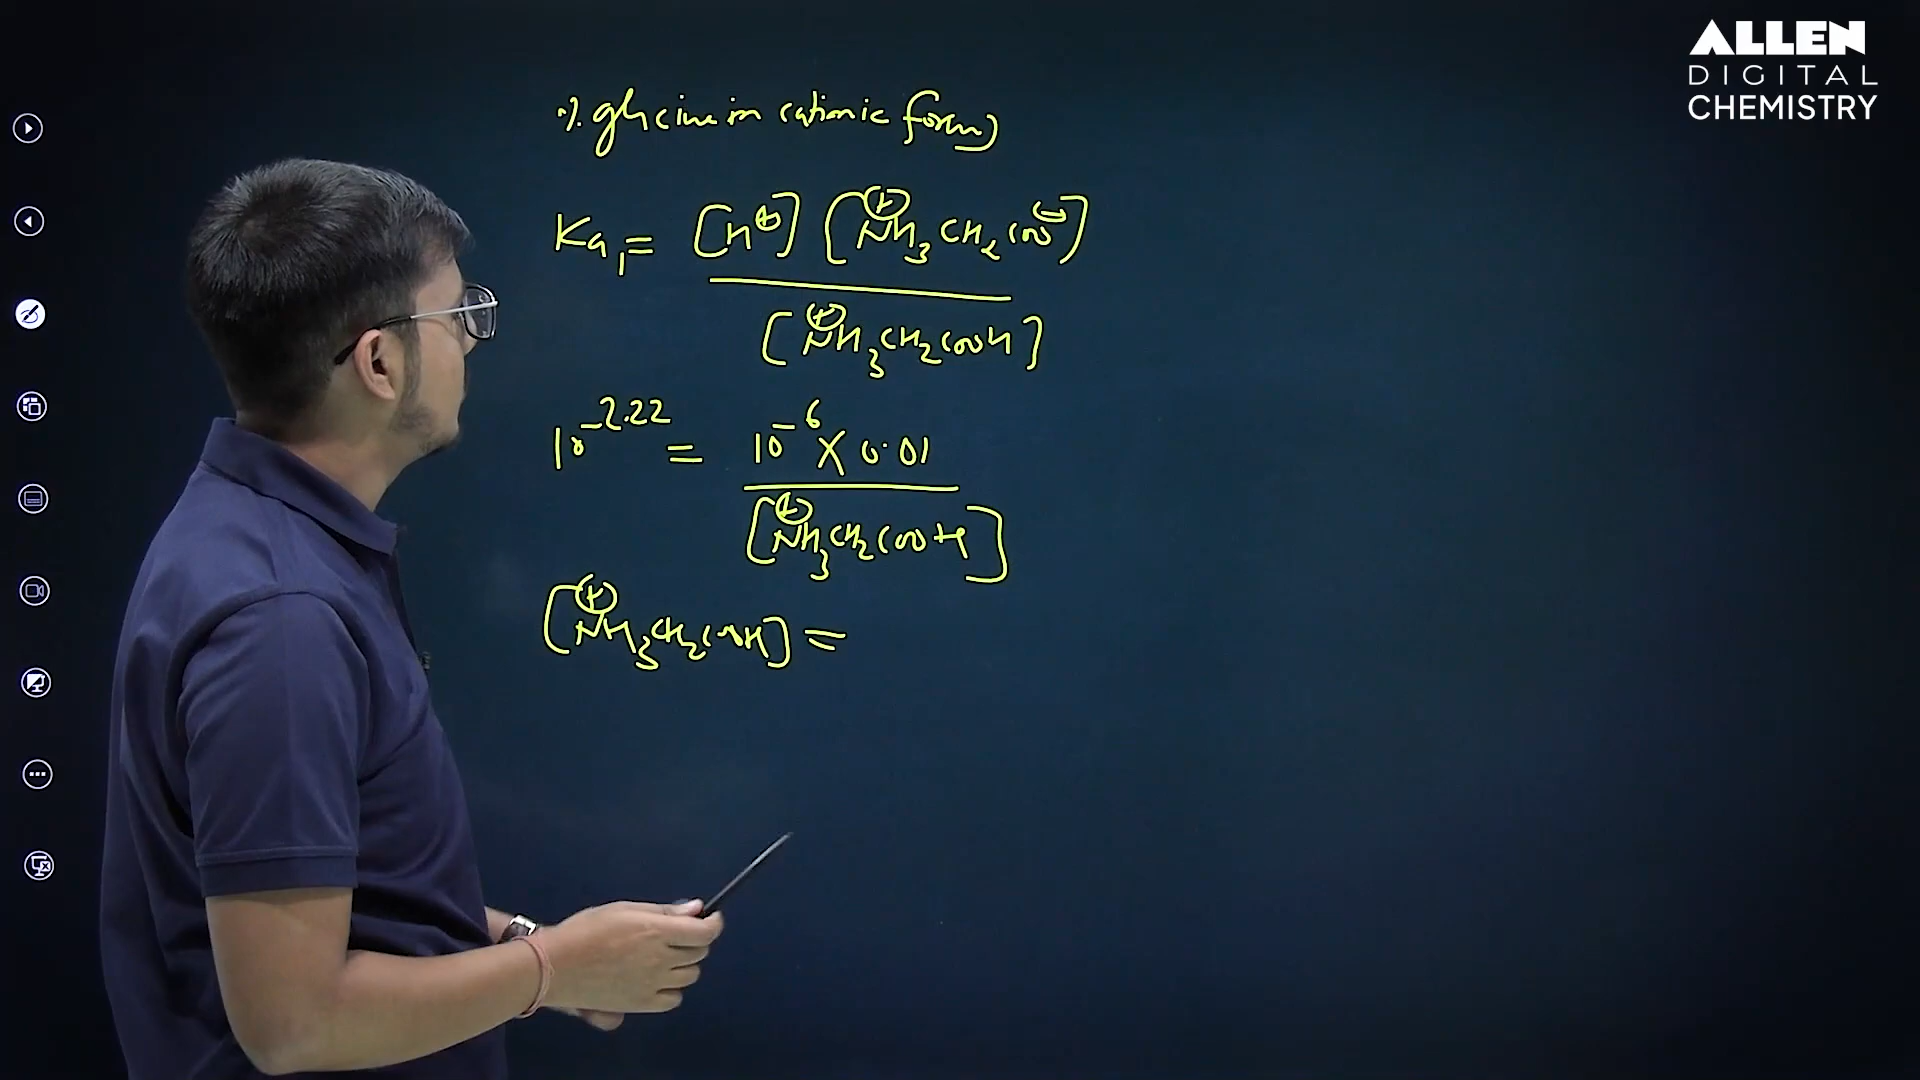 ALLEN
DIGITAL
CHEMISTRY
% glycine in cationic form
Ka₁ = [H⊕] [N⊕H₃CH₂COO⊖]
[N⊕H₃CH₂COOH]
10^-2.22 = 10^-6 X 0.01
[N⊕H₃CH₂COOH]
[N⊕H₃CH₂COOH] =